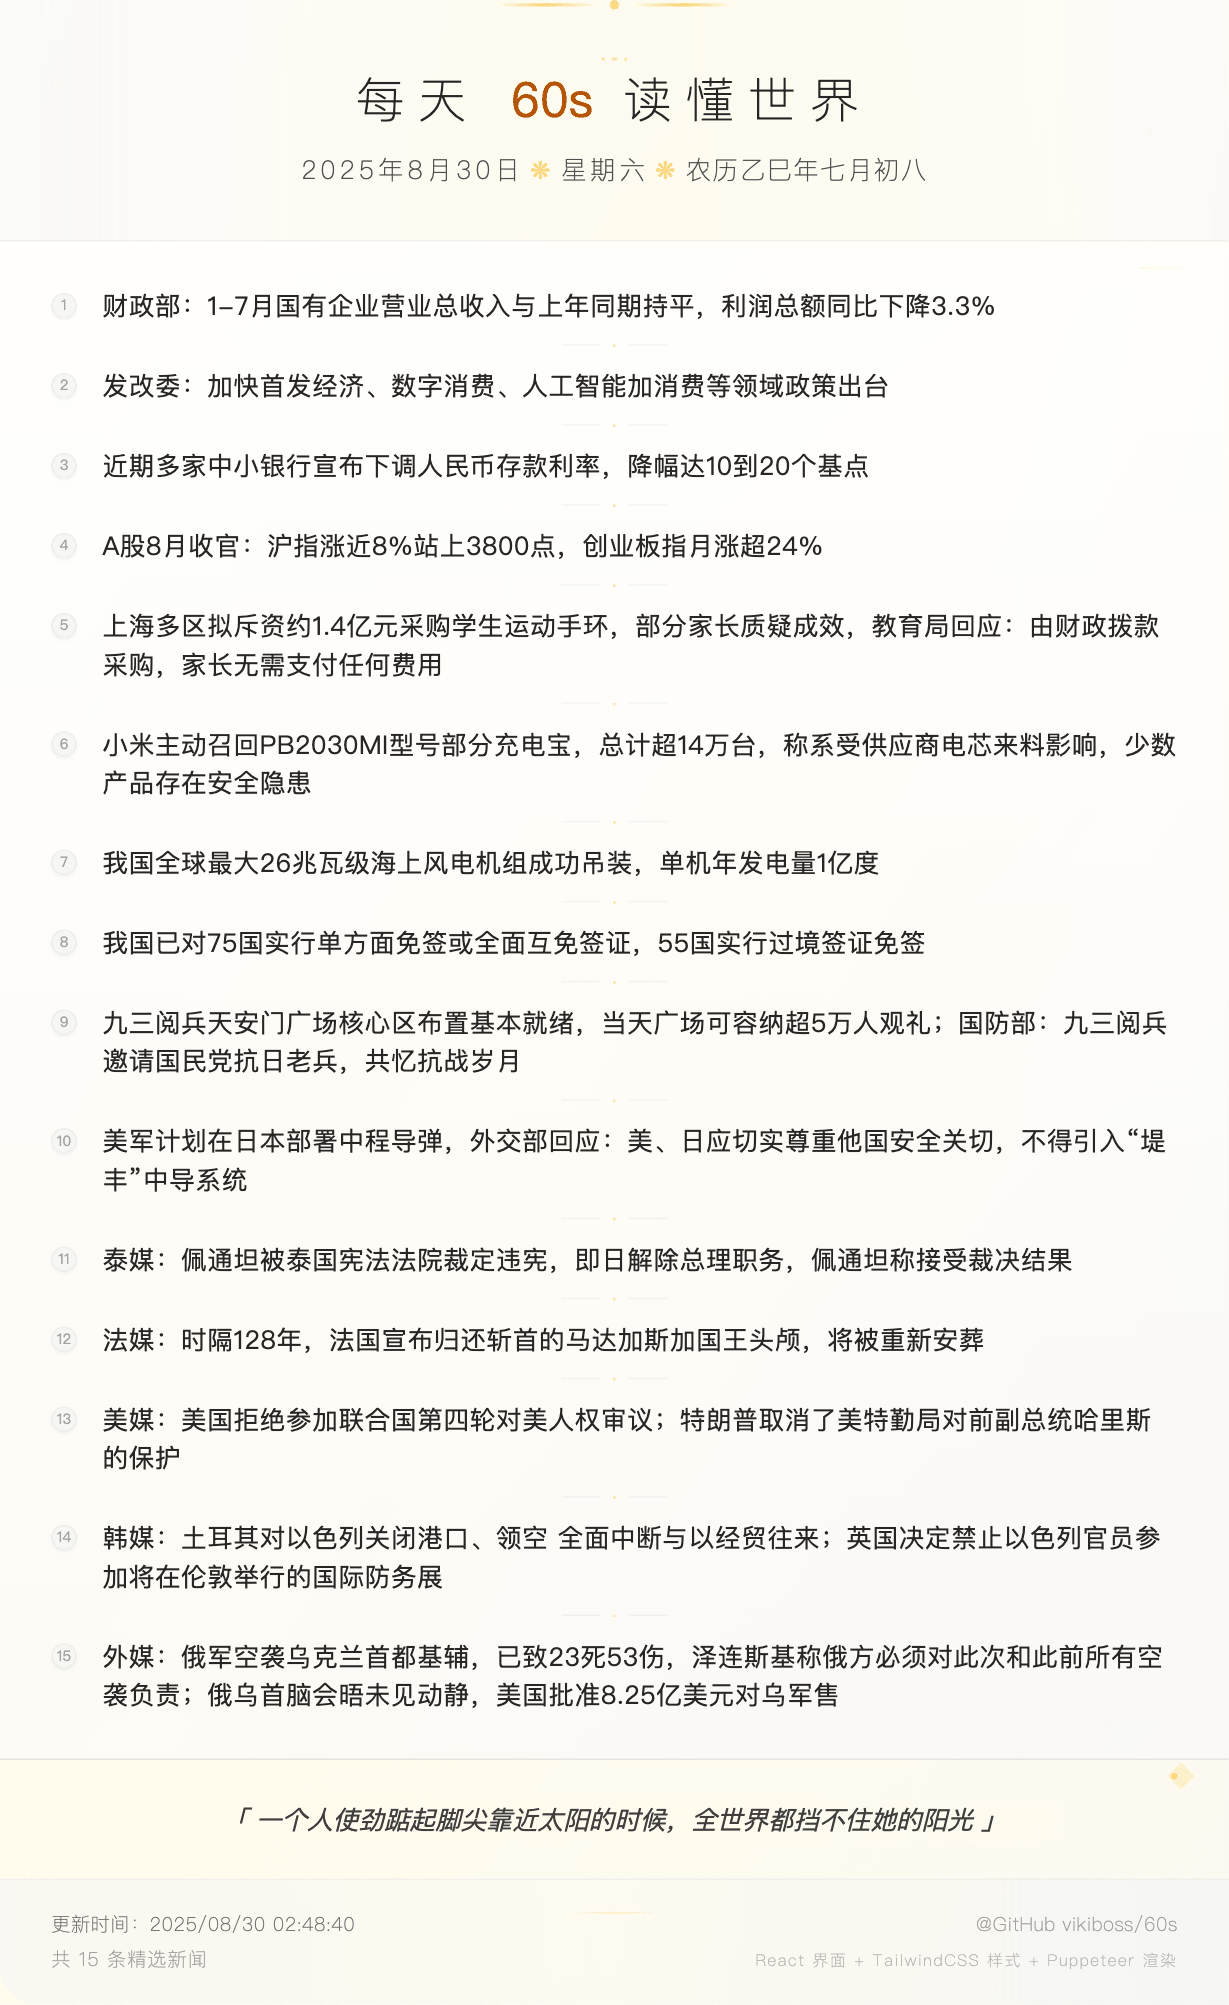 每天 60s 读懂世界
2025年8月30日 ❋ 星期六 ❋ 农历乙巳年七月初八
1 财政部：1-7月国有企业营业总收入与上年同期持平，利润总额同比下降3.3%
2 发改委：加快首发经济、数字消费、人工智能加消费等领域政策出台
3 近期多家中小银行宣布下调人民币存款利率，降幅达10到20个基点
4 A股8月收官：沪指涨近8%站上3800点，创业板指月涨超24%
5 上海多区拟斥资约1.4亿元采购学生运动手环，部分家长质疑成效，教育局回应：由财政拨款
采购，家长无需支付任何费用
6 小米主动召回PB2030MI型号部分充电宝，总计超14万台，称系受供应商电芯来料影响，少数
产品存在安全隐患
7 我国全球最大26兆瓦级海上风电机组成功吊装，单机年发电量1亿度
8 我国已对75国实行单方面免签或全面互免签证，55国实行过境签证免签
9 九三阅兵天安门广场核心区布置基本就绪，当天广场可容纳超5万人观礼；国防部：九三阅兵
邀请国民党抗日老兵，共忆抗战岁月
10 美军计划在日本部署中程导弹，外交部回应：美、日应切实尊重他国安全关切，不得引入“堤
丰”中导系统
11 泰媒：佩通坦被泰国宪法法院裁定违宪，即日解除总理职务，佩通坦称接受裁决结果
12 法媒：时隔128年，法国宣布归还斩首的马达加斯加国王头颅，将被重新安葬
13 美媒：美国拒绝参加联合国第四轮对美人权审议；特朗普取消了美特勤局对前副总统哈里斯
的保护
14 韩媒：土耳其对以色列关闭港口、领空 全面中断与以经贸往来；英国决定禁止以色列官员参
加将在伦敦举行的国际防务展
15 外媒：俄军空袭乌克兰首都基辅，已致23死53伤，泽连斯基称俄方必须对此次和此前所有空
袭负责；俄乌首脑会晤未见动静，美国批准8.25亿美元对乌军售
「 一个人使劲踮起脚尖靠近太阳的时候，全世界都挡不住她的阳光 」
更新时间：2025/08/30 02:48:40
@GitHub vikiboss/60s
共 15 条精选新闻
React 界面 + TailwindCSS 样式 + Puppeteer 渲染